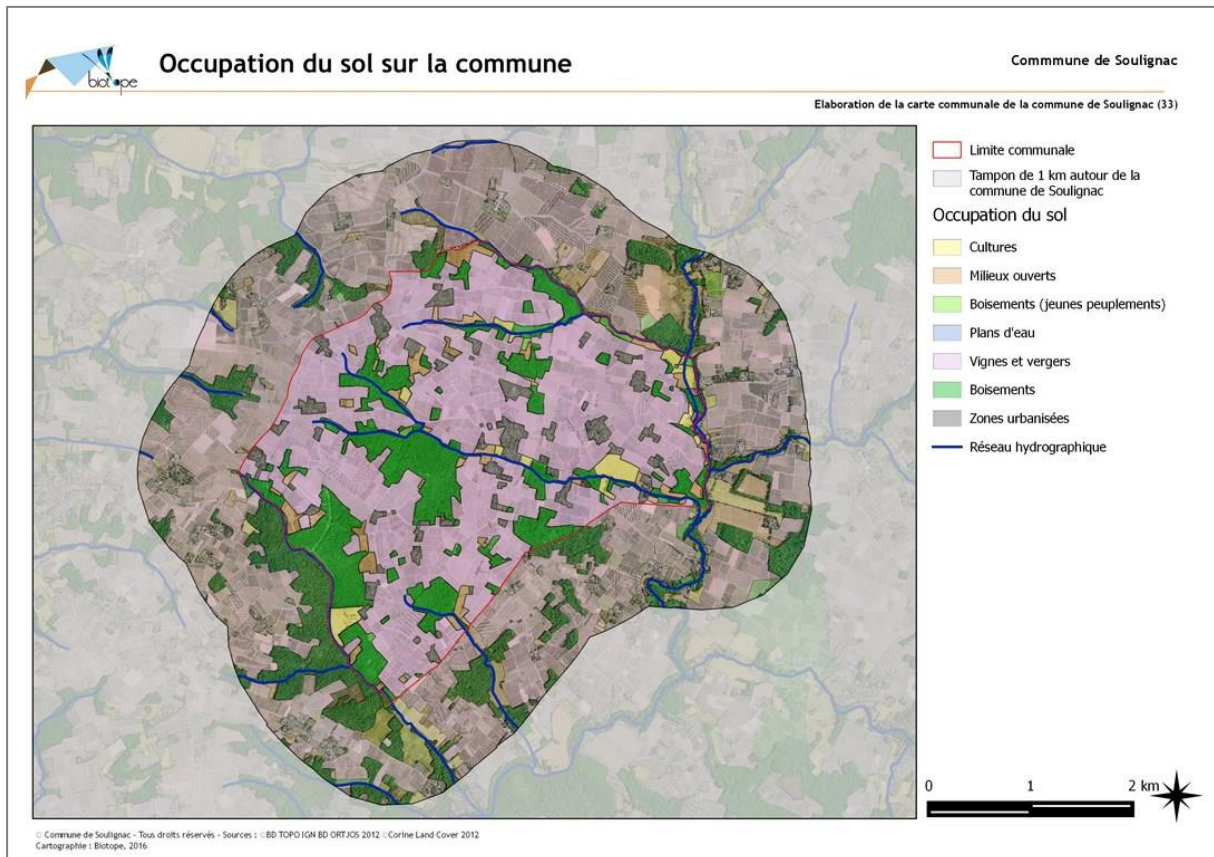 biotope
Occupation du sol sur la commune
Commmune de Soulignac
Elaboration de la carte communale de la commune de Soulignac (33)
Limite communale
Tampon de 1 km autour de la
commune de Soulignac
Occupation du sol
Cultures
Milieux ouverts
Boisements (jeunes peuplements)
Plans d'eau
Vignes et vergers
Boisements
Zones urbanisées
Réseau hydrographique
0 1 2 km
© Commune de Soulignac - Tous droits réservés - Sources : ©BD TOPO IGN BD ORTJOS 2012 ©Corine Land Cover 2012
Cartographie : Biotope, 2016